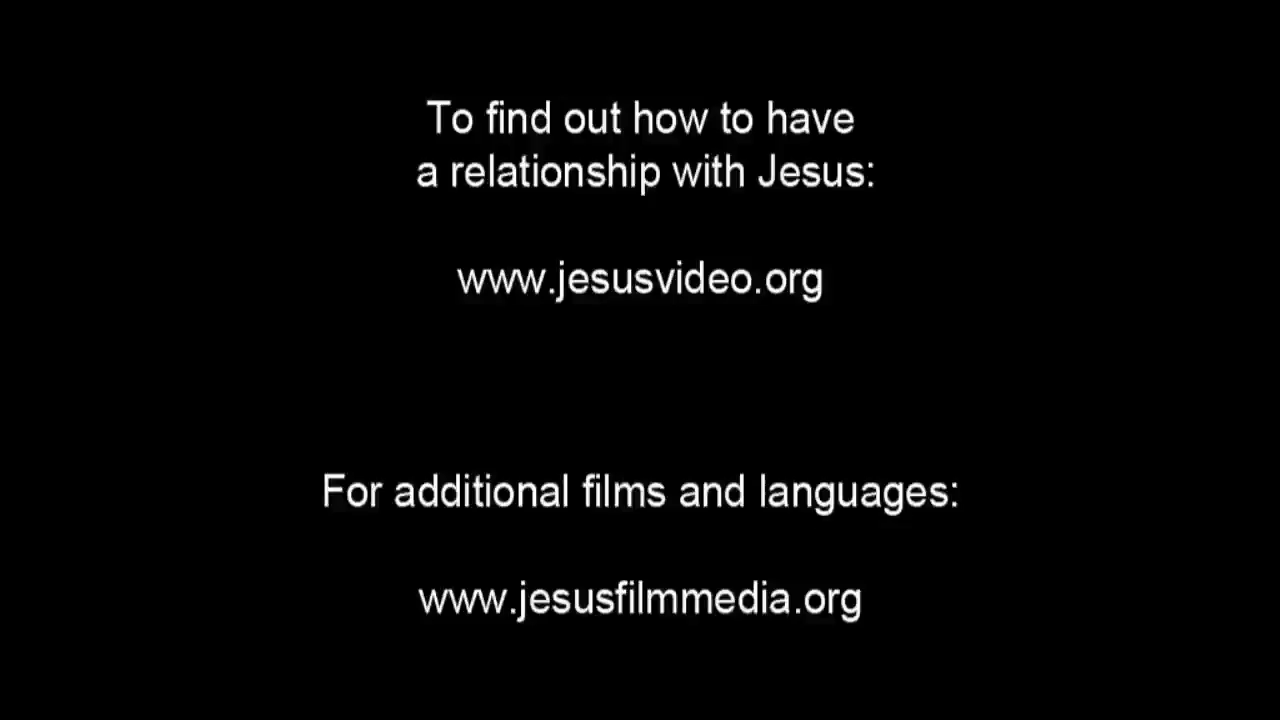 To find out how to have
a relationship with Jesus:
www.jesusvideo.org
For additional films and languages:
www.jesusfilmmedia.org